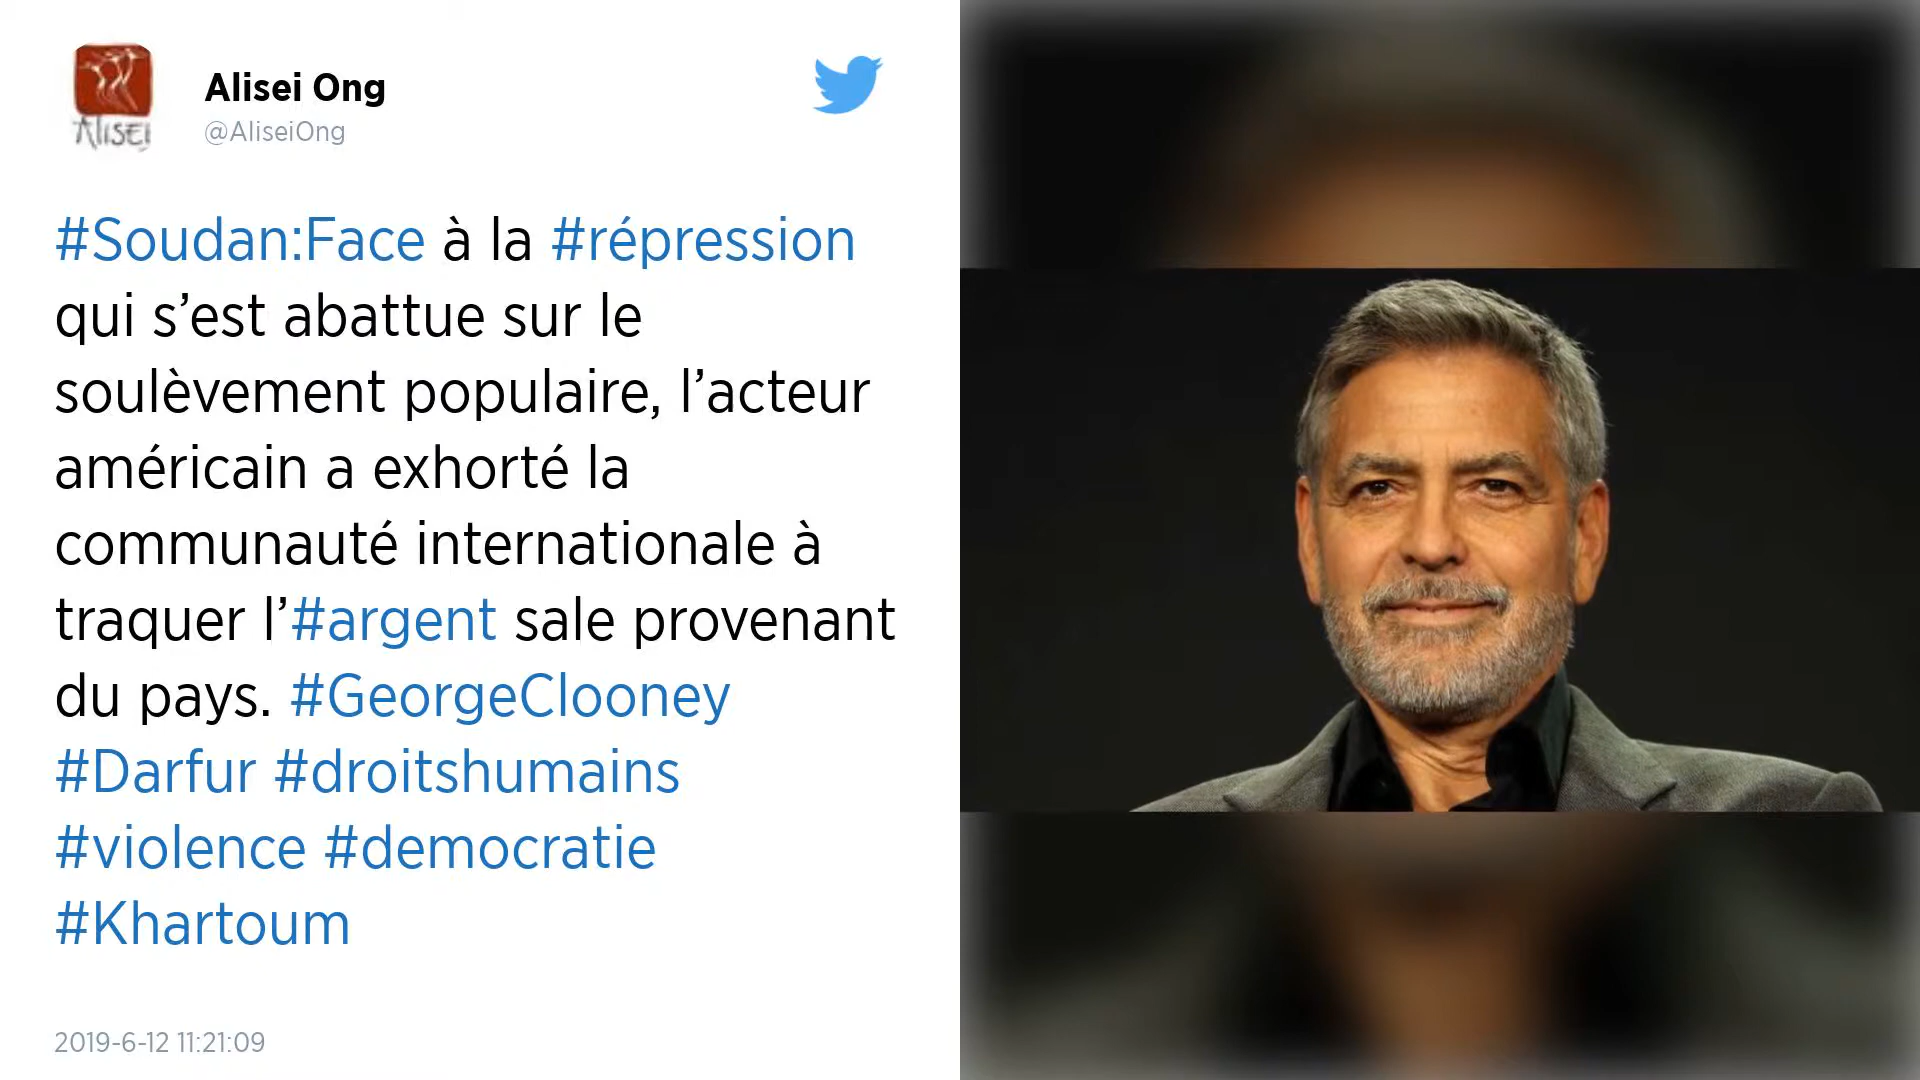 Alisei
Alisei Ong
@AliseiOng
#Soudan:Face à la #répression
qui s’est abattue sur le
soulèvement populaire, l’acteur
américain a exhorté la
communauté internationale à
traquer l’#argent sale provenant
du pays. #GeorgeClooney
#Darfur #droitshumains
#violence #democratie
#Khartoum
2019-6-12 11:21:09